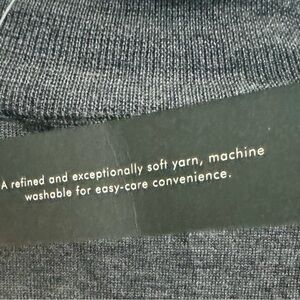 A refined and exceptionally soft yarn, machine
washable for easy-care convenience.